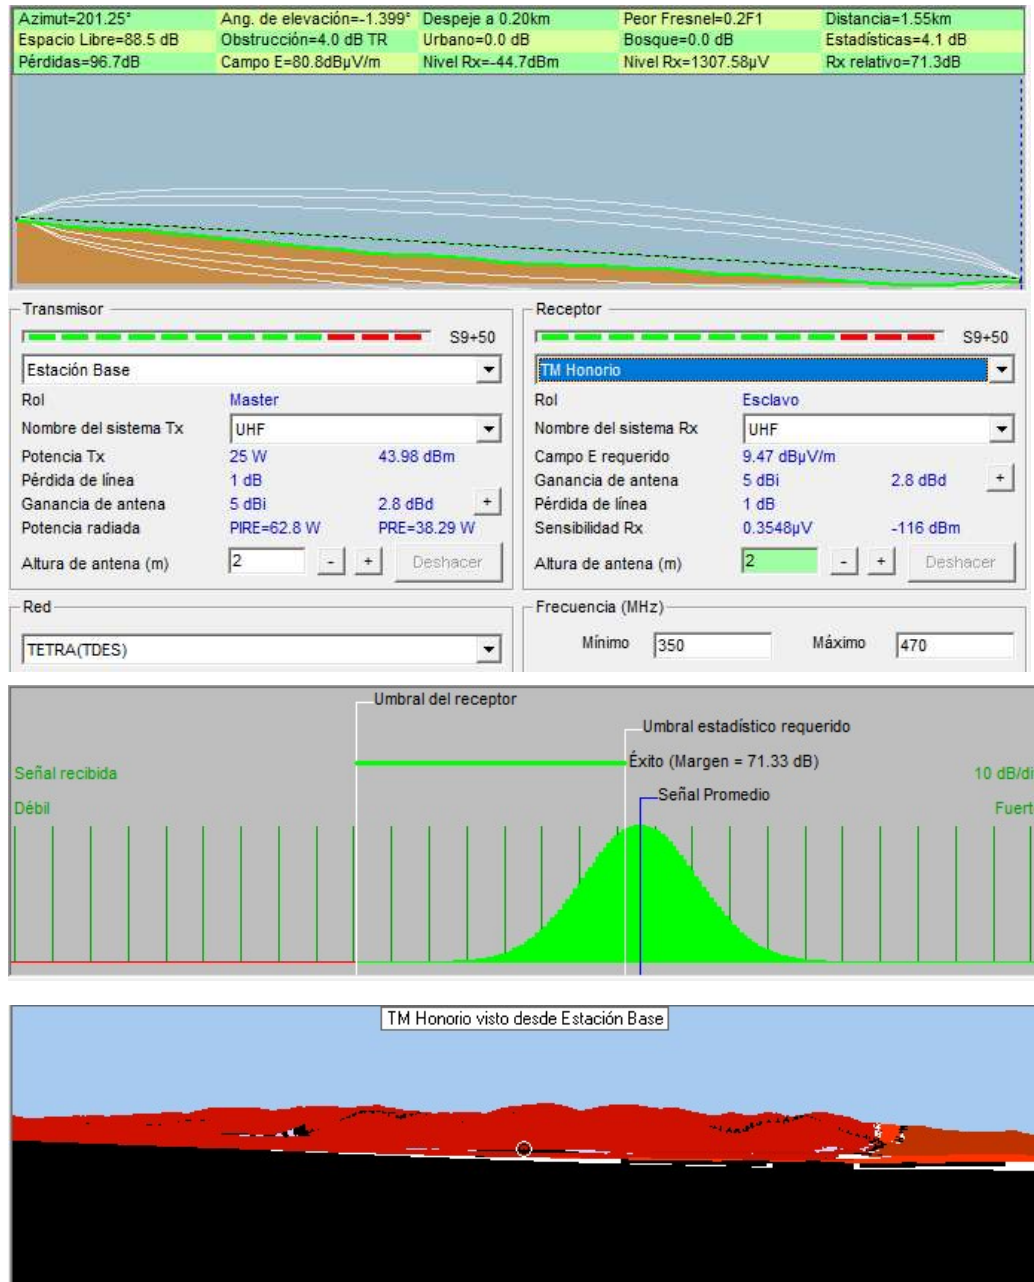 Azimut=201.25° Ang. de elevación=-1.399° Despeje a 0.20km Peor Fresnel=0.2F1 Distancia=1.55km
Espacio Libre=88.5 dB Obstrucción=4.0 dB TR Urbano=0.0 dB Bosque=0.0 dB Estadísticas=4.1 dB
Pérdidas=96.7dB Campo E=80.8dBµV/m Nivel Rx=-44.7dBm Nivel Rx=1307.58µV Rx relativo=71.3dB
Transmisor
S9+50
Estación Base
Rol Master
Nombre del sistema Tx UHF
Potencia Tx 25 W 43.98 dBm
Pérdida de línea 1 dB
Ganancia de antena 5 dBi 2.8 dBd +
Potencia radiada PIRE=62.8 W PRE=38.29 W
Altura de antena (m) 2 - + Deshacer
Red
TETRA(TDES)
Receptor
S9+50
TM Honorio
Rol Esclavo
Nombre del sistema Rx UHF
Campo E requerido 9.47 dBµV/m
Ganancia de antena 5 dBi 2.8 dBd +
Pérdida de línea 1 dB
Sensibilidad Rx 0.3548µV -116 dBm
Altura de antena (m) 2 - + Deshacer
Frecuencia (MHz)
Mínimo 350 Máximo 470
Umbral del receptor
Umbral estadístico requerido
Señal recibida Éxito (Margen = 71.33 dB) 10 dB/di
Débil Señal Promedio Fuert
TM Honorio visto desde Estación Base